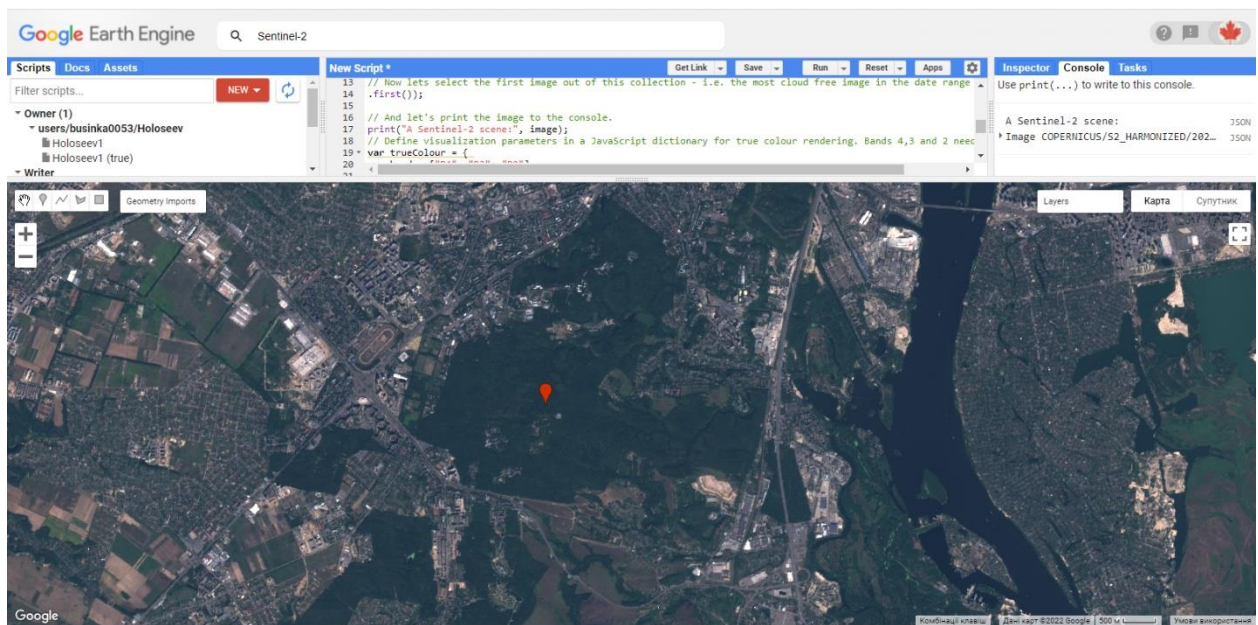 Google Earth Engine
Sentinel-2
Scripts Docs Assets
Filter scripts...
NEW
Owner (1)
users/businka0053/Holoseev
Holoseev1
Holoseev1 (true)
Writer
New Script *
Get Link Save Run Reset Apps
13 // Now lets select the first image out of this collection - i.e. the most cloud free image in the date range
14 .first());
15
16 // And let's print the image to the console.
17 print("A Sentinel-2 scene:", image);
18 // Define visualization parameters in a JavaScript dictionary for true colour rendering. Bands 4,3 and 2 need
19 var trueColour = {
20
21
Inspector Console Tasks
Use print(...) to write to this console.
A Sentinel-2 scene: JSON
Image COPERNICUS/S2_HARMONIZED/202… JSON
Geometry Imports
Layers
Карта Супутник
Google
Комбінації клавіш Дані карт ©2022 Google 500 м Умови використання